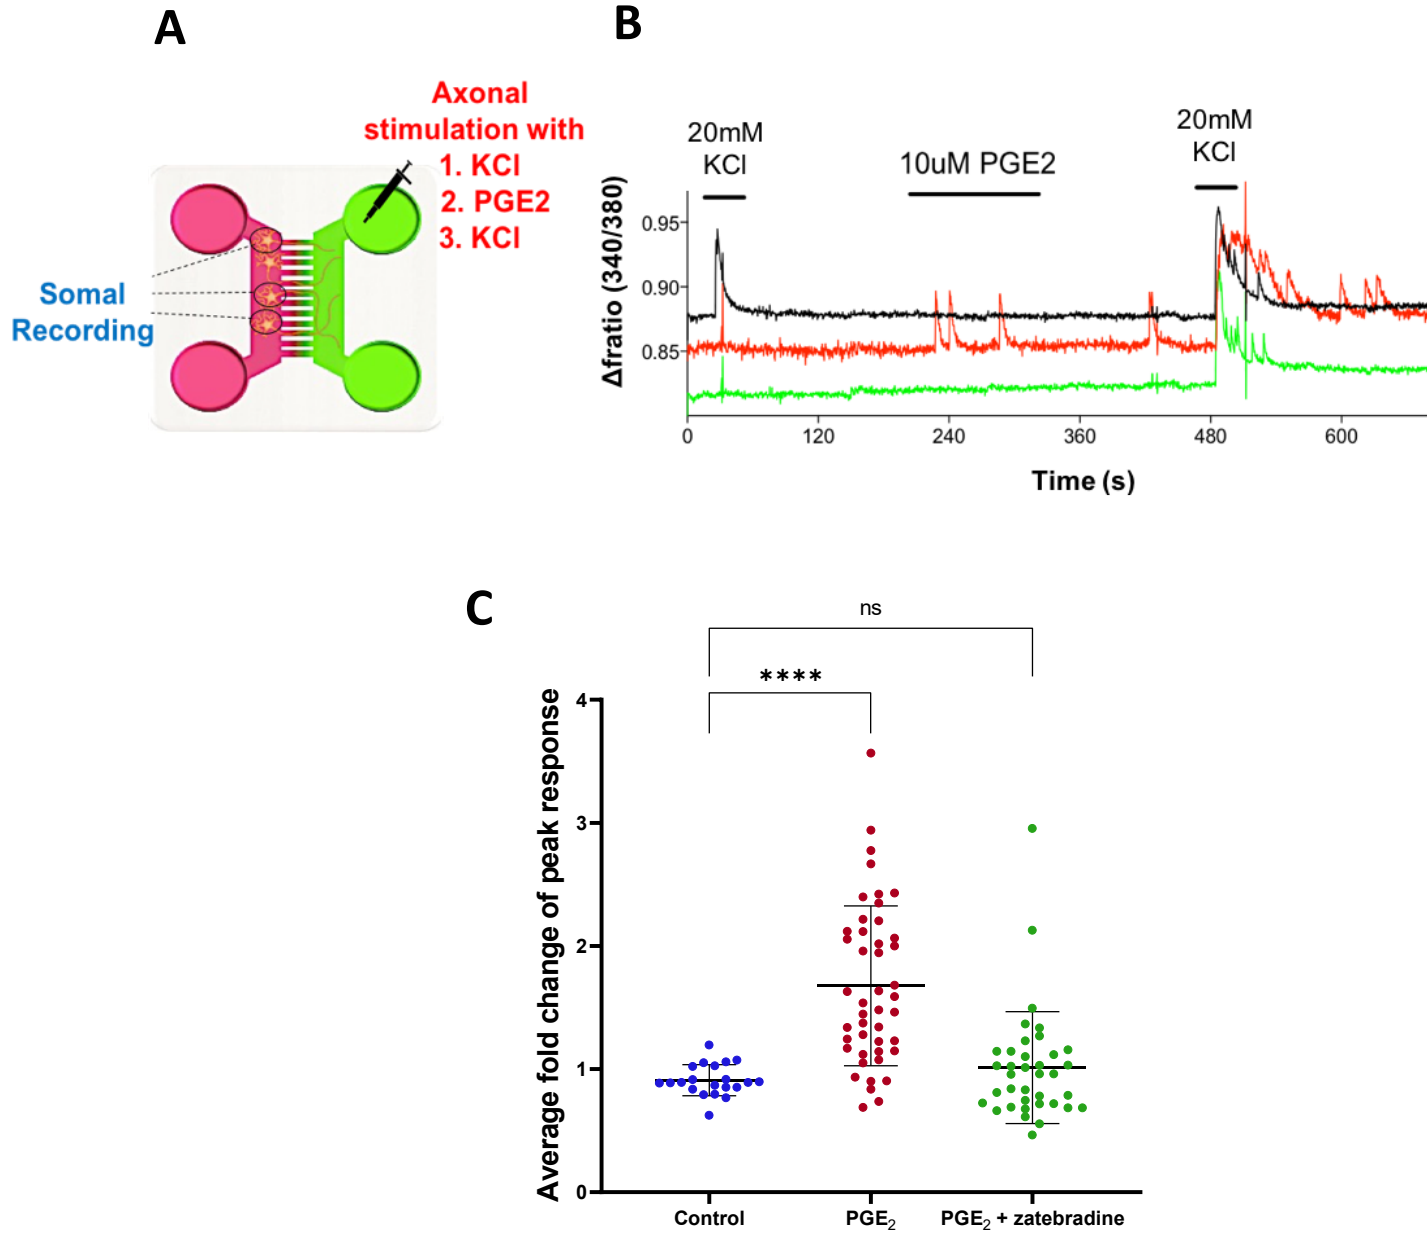 A
Axonal
stimulation with
1. KCl
2. PGE2
3. KCl
Somal
Recording
B
20mM
KCl
10uM PGE2
20mM
KCl
Δfratio (340/380)
0.95
0.90
0.85
0
120
240
360
480
600
Time (s)
C
ns
****
Average fold change of peak response
4
3
2
1
0
Control
PGE₂
PGE₂ + zatebradine